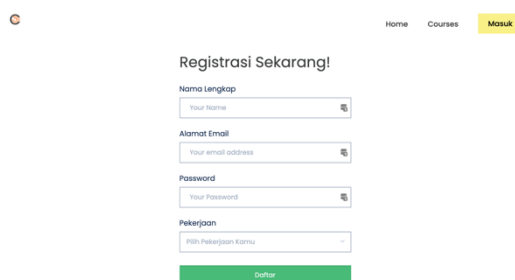 Home Courses Masuk
Registrasi Sekarang!
Nama Lengkap
Your Name
Alamat Email
Your email address
Password
Your Password
Pekerjaan
Pilih Pekerjaan Kamu
Daftar